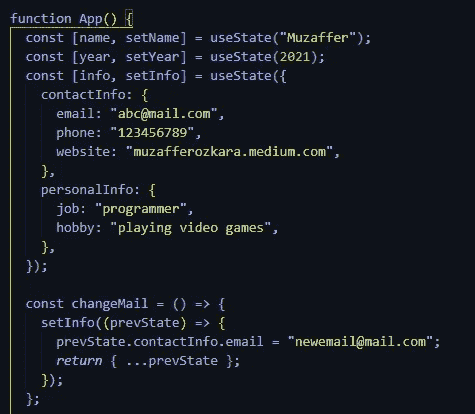 function App() {
const [name, setName] = useState("Muzaffer");
const [year, setYear] = useState(2021);
const [info, setInfo] = useState({
contactInfo: {
email: "abc@mail.com",
phone: "123456789",
website: "muzafferozkara.medium.com",
},
personalInfo: {
job: "programmer",
hobby: "playing video games",
},
});
const changeMail = () => {
setInfo((prevState) => {
prevState.contactInfo.email = "newemail@mail.com";
return { ...prevState };
});
};